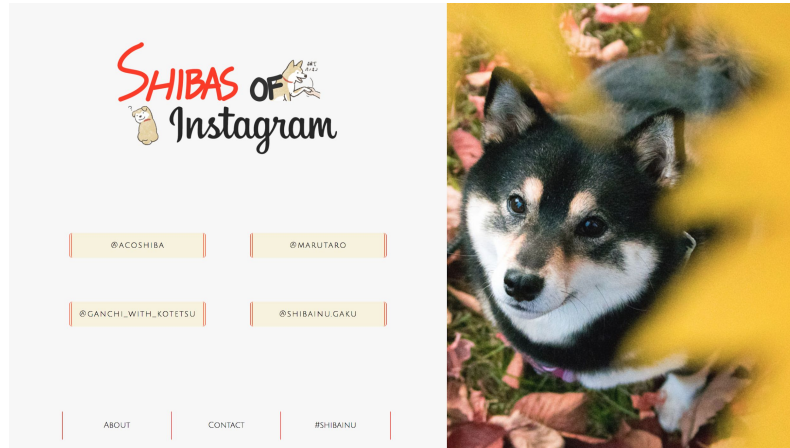 SHIBAS OF
Instagram
@ACOSHIBA
@MARUTARO
@GANCHI_WITH_KOTETSU
@SHIBAINU.GAKU
ABOUT
CONTACT
#SHIBAINU